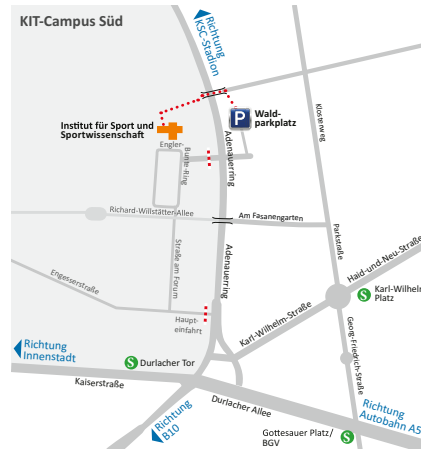 KIT-Campus Süd
Richtung
KSC-Stadion
Institut für Sport und
Sportwissenschaft
P
Wald-
parkplatz
Klosterweg
Engler-
Bunte-Ring
Adenauerring
Richard-Willstätter-Allee
Am Fasanengarten
Parkstraße
Straße am Forum
Adenauerring
Haid-und-Neu-Straße
Engesserstraße
S
Karl-Wilhelm-
Platz
Haupt-
einfahrt
Karl-Wilhelm-Straße
Georg-Friedrich-Straße
Richtung
Innenstadt
S
Durlacher Tor
Kaiserstraße
Durlacher Allee
Richtung
B10
Richtung
Autobahn A5
Gottesauer Platz/
BGV
S